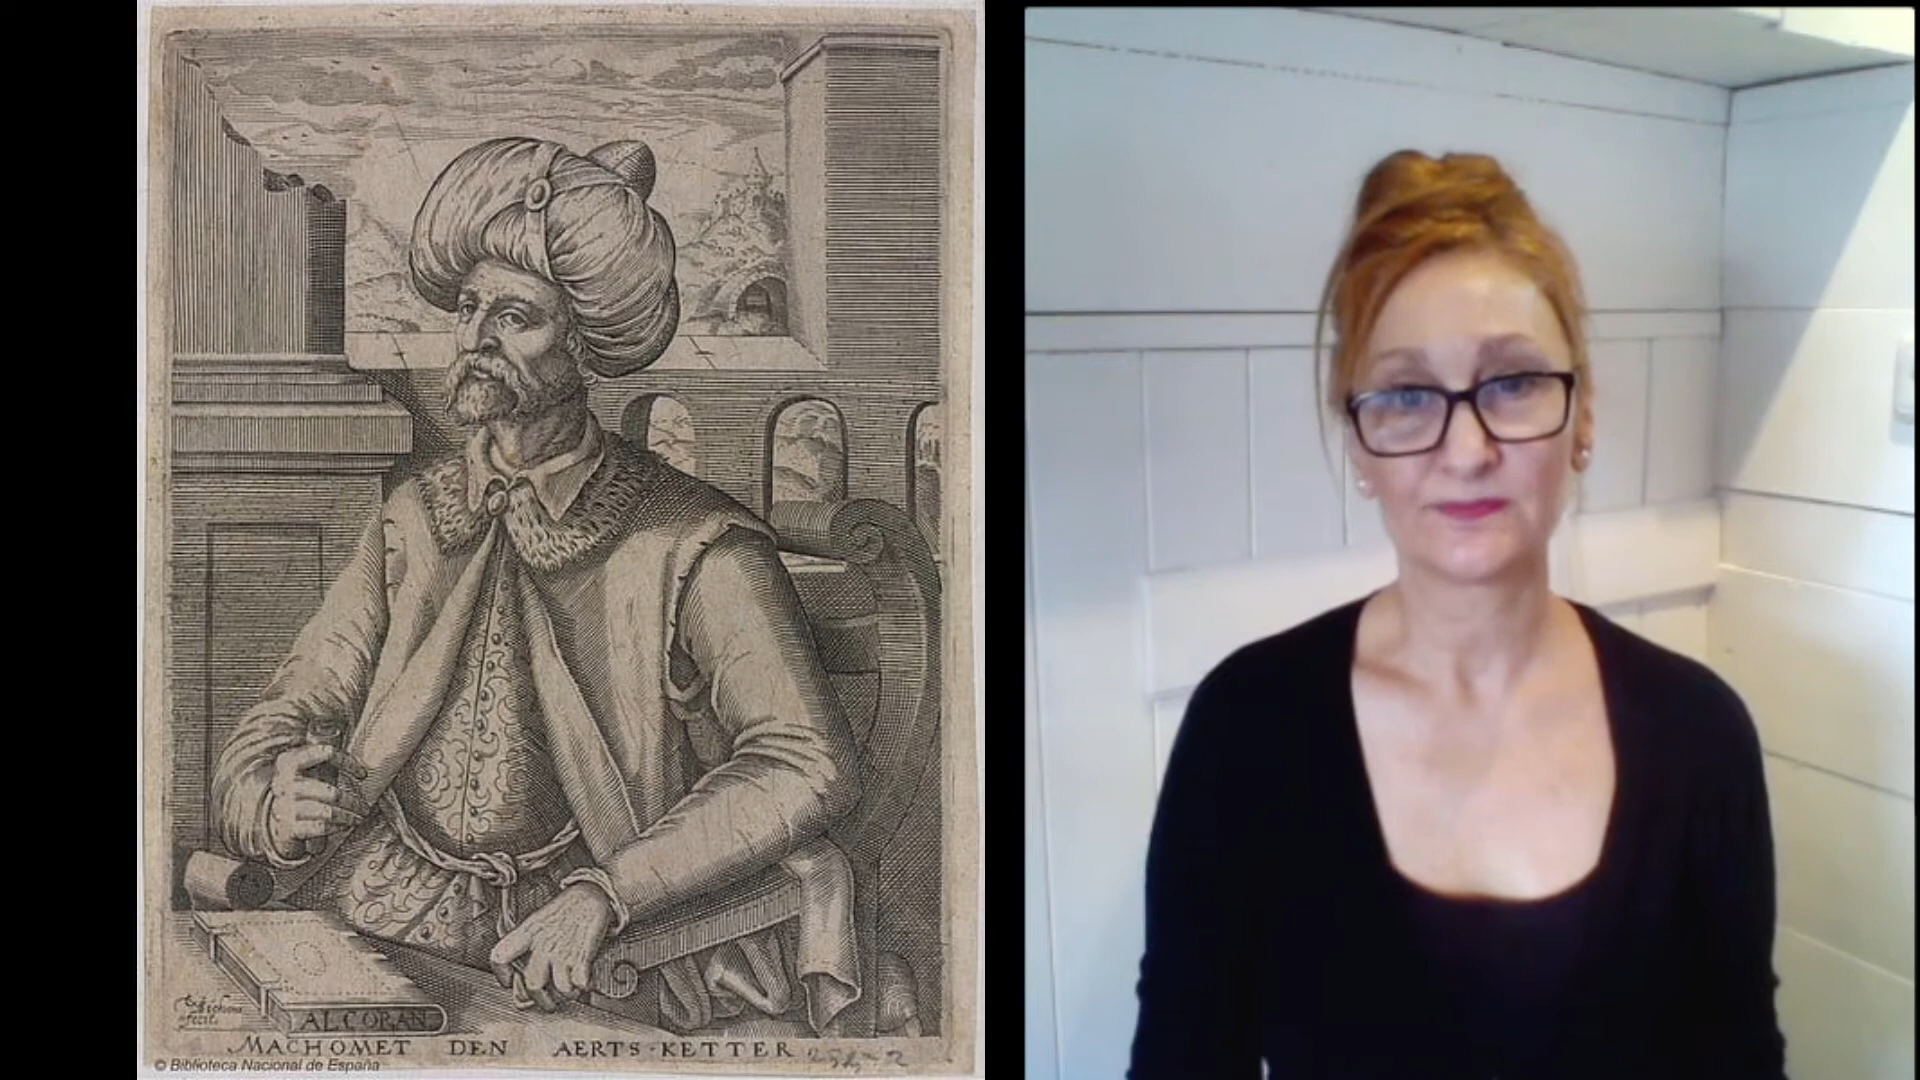 ALCORAN
MACHOMET DEN AERTS-KETTER
© Biblioteca Nacional de España